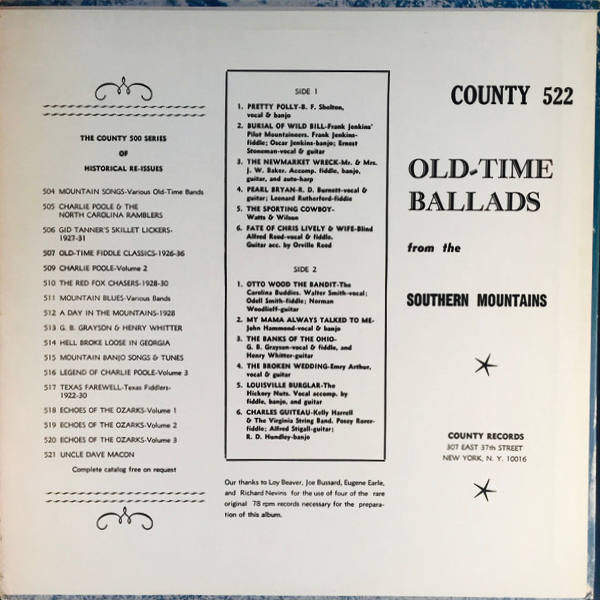 THE COUNTY 500 SERIES
OF
HISTORICAL RE-ISSUES
504 MOUNTAIN SONGS-Various Old-Time Bands
505 CHARLIE POOLE & THE
NORTH CAROLINA RAMBLERS
506 GID TANNER'S SKILLET LICKERS-
1927-31
507 OLD-TIME FIDDLE CLASSICS-1926-36
509 CHARLIE POOLE-Volume 2
510 THE RED FOX CHASERS-1928-30
511 MOUNTAIN BLUES-Various Bands
512 A DAY IN THE MOUNTAINS-1928
513 G. B. GRAYSON & HENRY WHITTER
514 HELL BROKE LOOSE IN GEORGIA
515 MOUNTAIN BANJO SONGS & TUNES
516 LEGEND OF CHARLIE POOLE-Volume 3
517 TEXAS FAREWELL-Texas Fiddlers-
1922-30
518 ECHOES OF THE OZARKS-Volume 1
519 ECHOES OF THE OZARKS-Volume 2
520 ECHOES OF THE OZARKS-Volume 3
521 UNCLE DAVE MACON
Complete catalog free on request
SIDE 1
1. PRETTY POLLY-B. F. Shelton,
vocal & banjo
2. BURIAL OF WILD BILL-Frank Jenkins'
Pilot Mountaineers. Frank Jenkins-
fiddle; Oscar Jenkins-banjo; Ernest
Stoneman-vocal & guitar
3. THE NEWMARKET WRECK-Mr. & Mrs.
J. W. Baker. Accomp. fiddle, banjo,
guitar, and auto-harp
4. PEARL BRYAN-R. D. Burnett-vocal &
guitar; Leonard Rutherford-fiddle
5. THE SPORTING COWBOY-
Watts & Wilson
6. FATE OF CHRIS LIVELY & WIFE-Blind
Alfred Reed-vocal & fiddle.
Guitar acc. by Orville Reed
SIDE 2
1. OTTO WOOD THE BANDIT-The
Carolina Buddies. Walter Smith-vocal;
Odell Smith-fiddle; Norman
Woodlieff-guitar
2. MY MAMA ALWAYS TALKED TO ME-
John Hammond-vocal & banjo
3. THE BANKS OF THE OHIO-
G. B. Grayson-vocal & fiddle, and
Henry Whitter-guitar
4. THE BROKEN WEDDING-Emry Arthur,
vocal & guitar
5. LOUISVILLE BURGLAR-The
Hickory Nuts. Vocal accomp. by
fiddle, banjo, and guitar
6. CHARLES GUITEAU-Kelly Harrell
& The Virginia String Band. Posey Rorer-
fiddle; Alfred Stigall-guitar;
R. D. Hundley-banjo
Our thanks to Loy Beaver, Joe Bussard, Eugene Earle,
and Richard Nevins for the use of four of the rare
original 78 rpm records necessary for the prepara-
tion of this album.
COUNTY 522
OLD-TIME
BALLADS
from the
SOUTHERN MOUNTAINS
COUNTY RECORDS
307 EAST 37th STREET
NEW YORK, N. Y. 10016